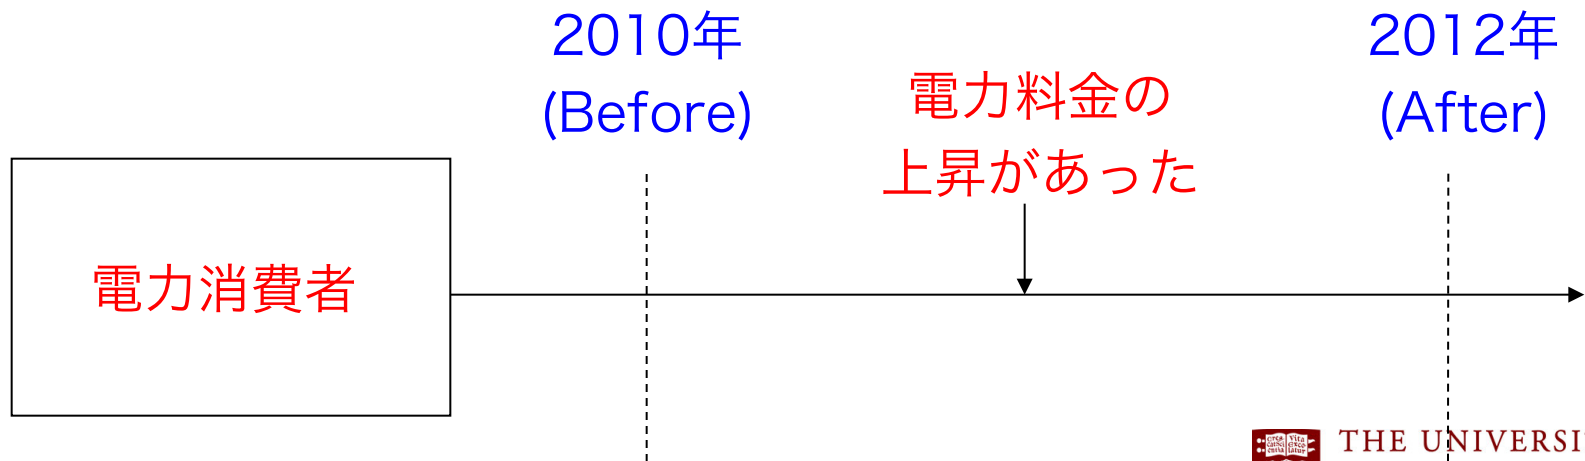 2010年
(Before)
電力料金の
上昇があった
2012年
(After)
電力消費者
THE